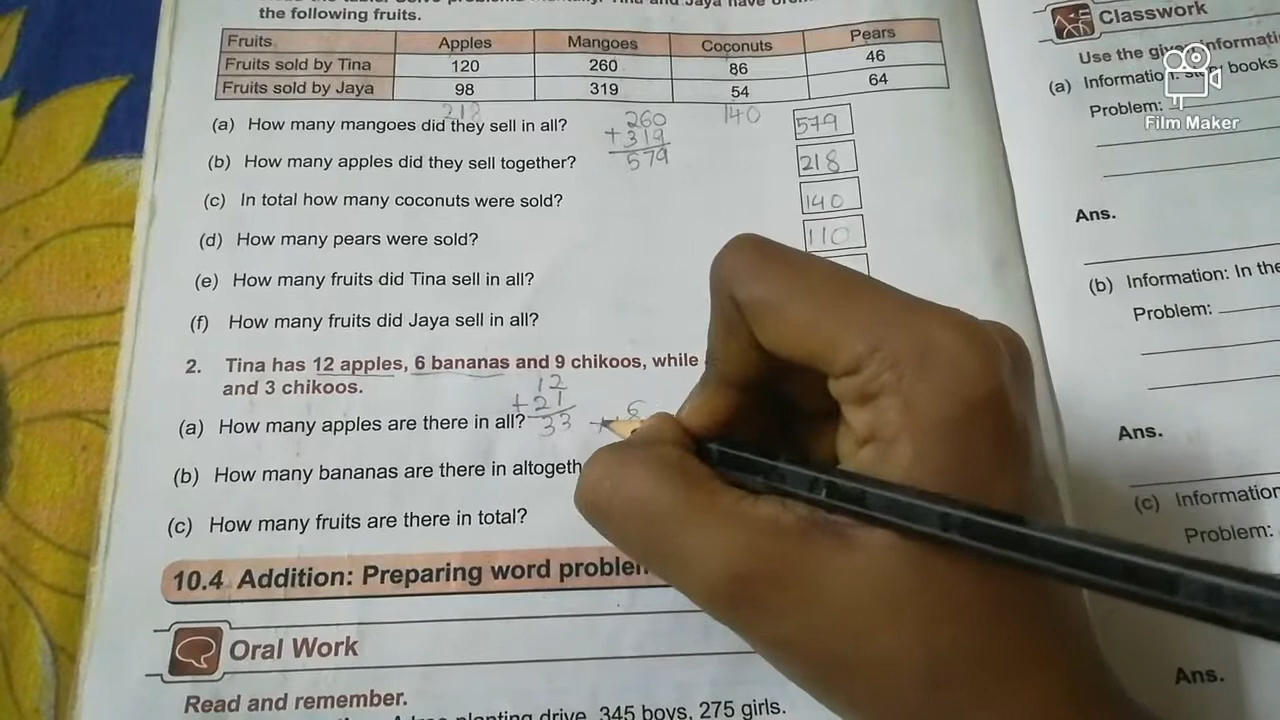 the following fruits.
Fruits Apples Mangoes Coconuts Pears
Fruits sold by Tina 120 260 86 46
Fruits sold by Jaya 98 319 54 64
218 140
(a) How many mangoes did they sell in all? 579
260
+319
579
(b) How many apples did they sell together? 218
(c) In total how many coconuts were sold? 140
(d) How many pears were sold? 110
(e) How many fruits did Tina sell in all?
(f) How many fruits did Jaya sell in all?
2. Tina has 12 apples, 6 bananas and 9 chikoos, while
and 3 chikoos.
12
+21
33
(a) How many apples are there in all?
6
+
(b) How many bananas are there in altogeth
(c) How many fruits are there in total?
10.4 Addition: Preparing word problem
Oral Work
Read and remember.
planting drive, 345 boys, 275 girls.
Classwork
Use the given informati
(a) Information: books
Problem:
Ans.
(b) Information: In the
Problem:
Ans.
(c) Information
Problem:
Ans.
Film Maker